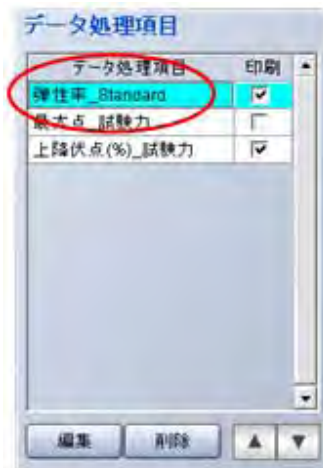 データ処理項目
データ処理項目 印刷
弾性率_Standard
最大点_試験力
上降伏点(%)_試験力
編集 削除